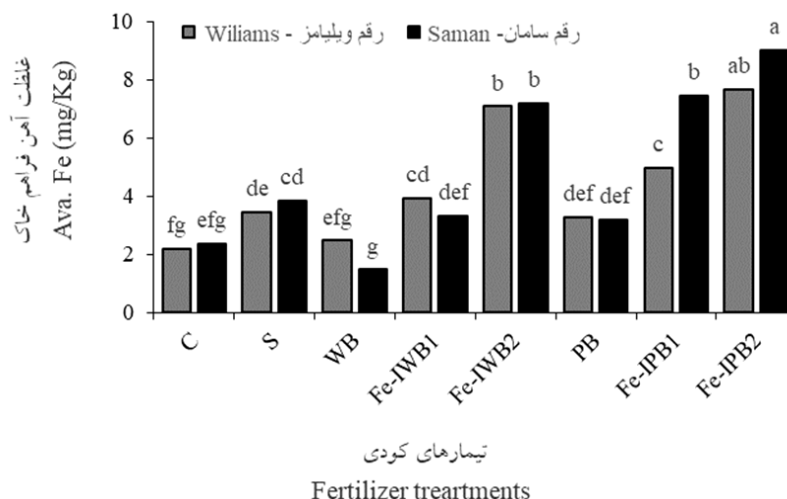 Wiliams - رقم ویلیامز
Saman -رقم سامان
غلظت آهن فراهم خاک
Ava. Fe (mg/Kg)
10
8
6
4
2
0
fg
efg
de
cd
efg
g
cd
def
b
b
def
def
c
b
ab
a
C
S
WB
Fe-IWB1
Fe-IWB2
PB
Fe-IPB1
Fe-IPB2
تیمارهای کودی
Fertilizer treartments